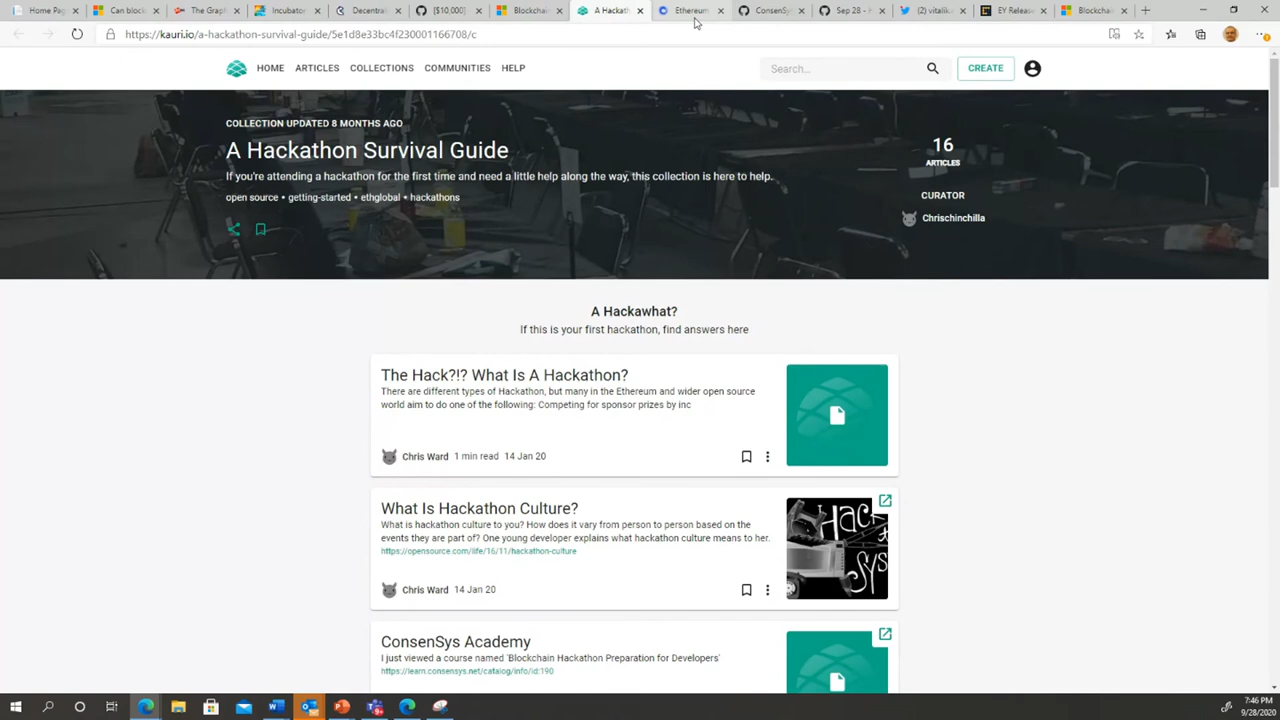 Home Pag
Can block
The Graph
Incubator
Decentral
[$10,000]
Blockchain
A Hackath
Ethereum
ConsenSy
Sep 28 -
(2) vitalik
EY Release
Blockchai
https://kauri.io/a-hackathon-survival-guide/5e1d8e33bc4f230001166708/c
HOME ARTICLES COLLECTIONS COMMUNITIES HELP
Search...
CREATE
COLLECTION UPDATED 8 MONTHS AGO
A Hackathon Survival Guide
If you're attending a hackathon for the first time and need a little help along the way, this collection is here to help.
open source • getting-started • ethglobal • hackathons
16
ARTICLES
CURATOR
Chrischinchilla
A Hackawhat?
If this is your first hackathon, find answers here
The Hack?!? What Is A Hackathon?
There are different types of Hackathon, but many in the Ethereum and wider open source
world aim to do one of the following: Competing for sponsor prizes by inc
Chris Ward 1 min read 14 Jan 20
What Is Hackathon Culture?
What is hackathon culture to you? How does it vary from person to person based on the
events they are part of? One young developer explains what hackathon culture means to her.
https://opensource.com/life/16/11/hackathon-culture
Chris Ward 14 Jan 20
ConsenSys Academy
I just viewed a course named 'Blockchain Hackathon Preparation for Developers'
https://learn.consensys.net/catalog/info/id:190
7:46 PM
9/28/2020